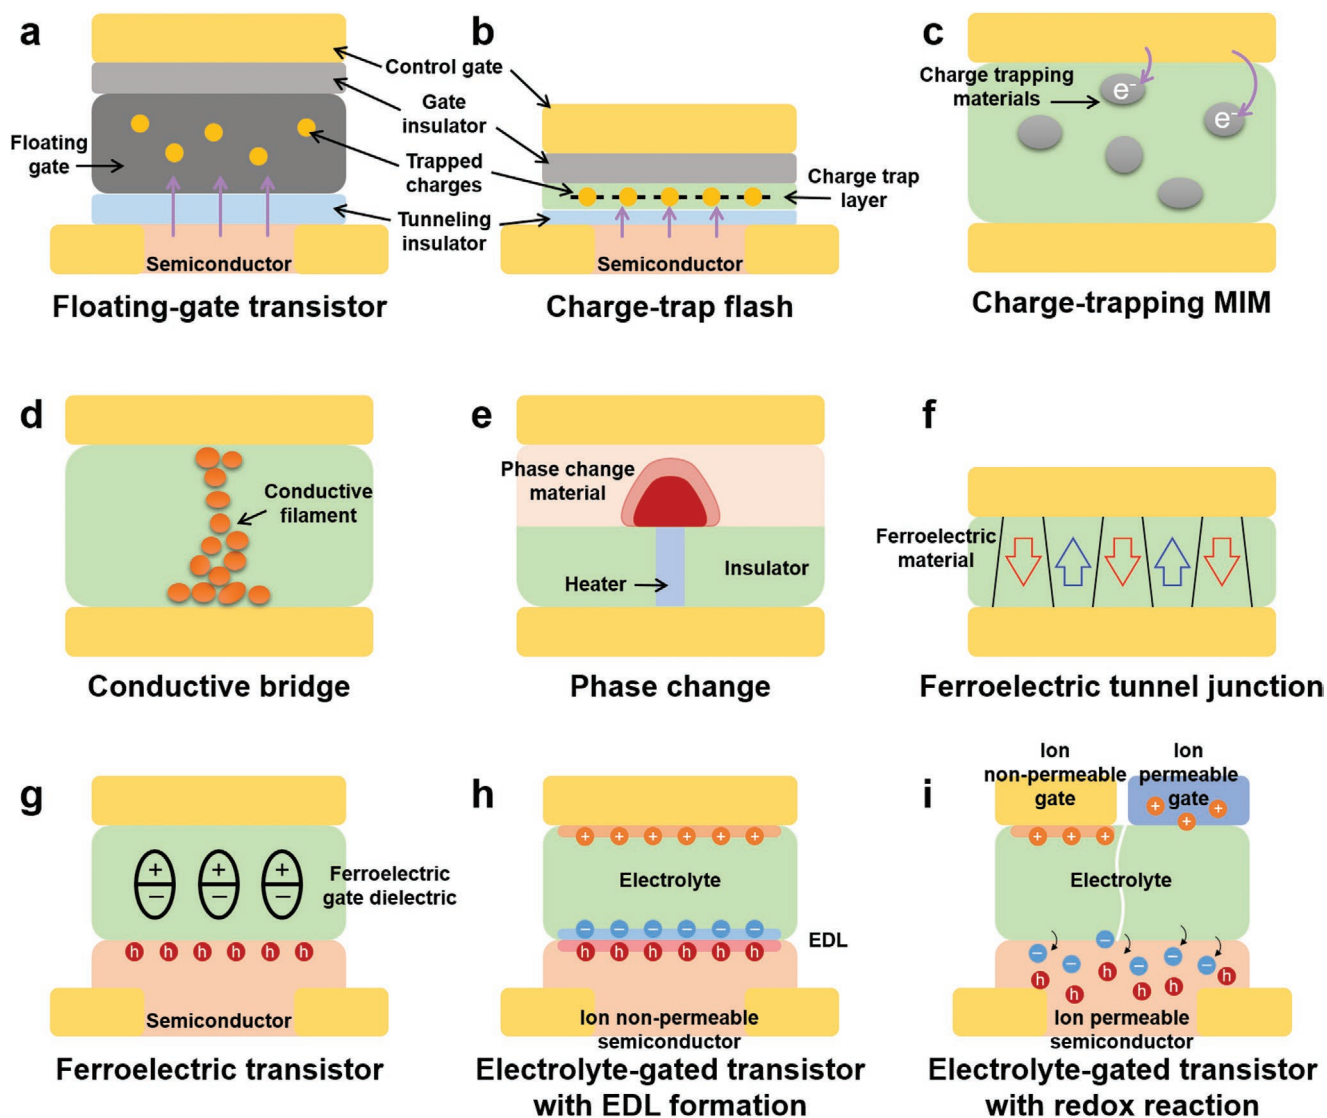 a
b
c
Control gate
Gate
insulator
Floating
gate
Trapped
charges
Tunneling
insulator
Semiconductor
Floating-gate transistor
Charge trap
layer
Semiconductor
Charge-trap flash
Charge trapping
materials
e-
e-
Charge-trapping MIM
d
Conductive
filament
Conductive bridge
e
Phase change
material
Heater
Insulator
Phase change
f
Ferroelectric
material
Ferroelectric tunnel junction
g
+ + +
− − −
Ferroelectric
gate dielectric
h h h h h h
Semiconductor
Ferroelectric transistor
h
+ + + + + +
Electrolyte
− − − − − −
EDL
h h h h h h
Ion non-permeable
semiconductor
Electrolyte-gated transistor
with EDL formation
i
Ion
non-permeable
gate
Ion
permeable
gate
+ + +
+ + + +
Electrolyte
− − − − − −
h h h h h h
Ion permeable
semiconductor
Electrolyte-gated transistor
with redox reaction